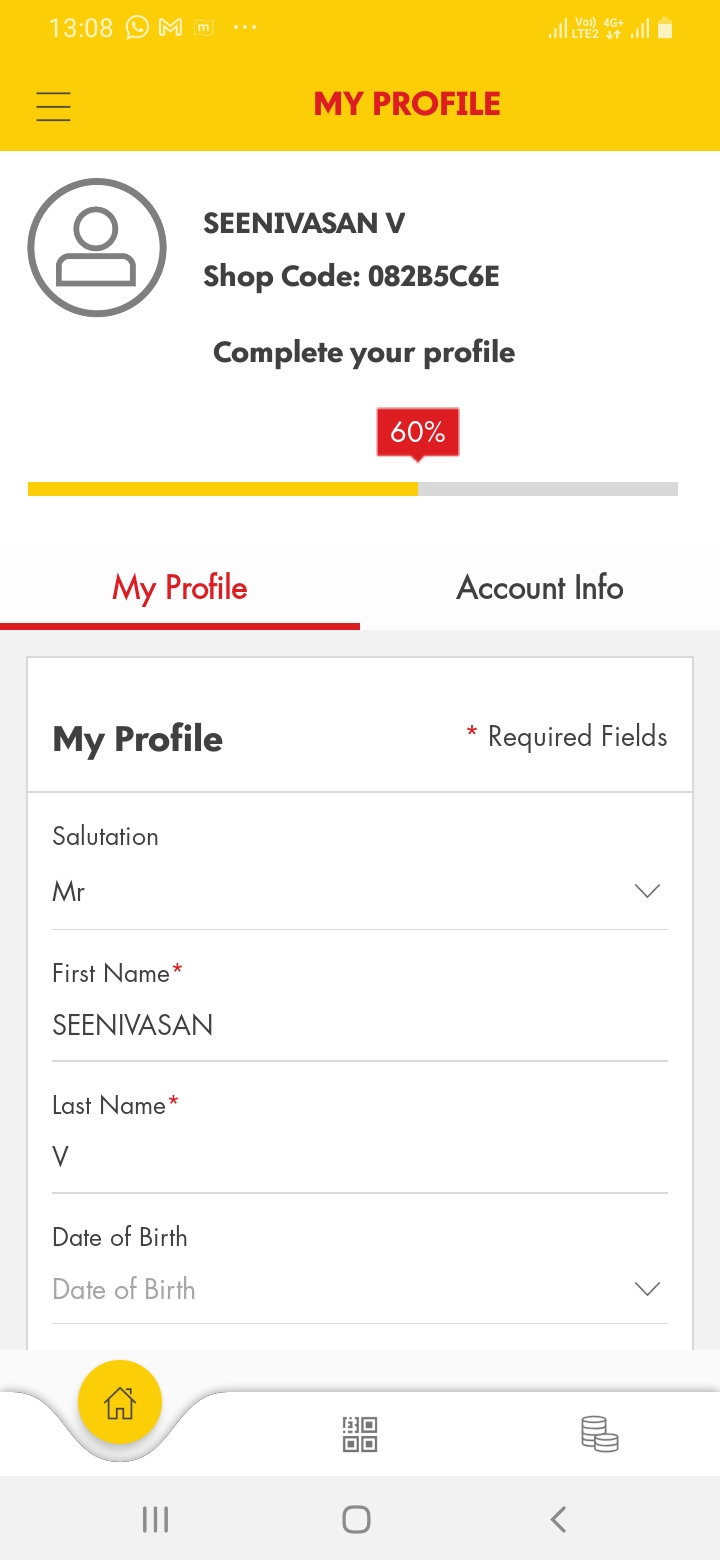 13:08
Vo)) 4G+
LTE2
MY PROFILE
SEENIVASAN V
Shop Code: 082B5C6E
Complete your profile
60%
My Profile Account Info
My Profile * Required Fields
Salutation
Mr
First Name*
SEENIVASAN
Last Name*
V
Date of Birth
Date of Birth